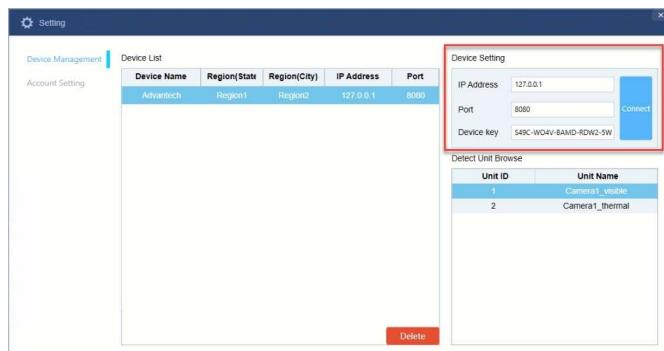 Setting
Device Management
Account Setting
Device List
Device Name Region(State Region(City) IP Address Port
Advantech Region1 Region2 127.0.0.1 8080
Delete
Device Setting
IP Address 127.0.0.1
Port 8080
Device key S49C-WO4V-BAMD-RDW2-5W
Connect
Detect Unit Browse
Unit ID Unit Name
1 Camera1_visible
2 Camera1_thermal